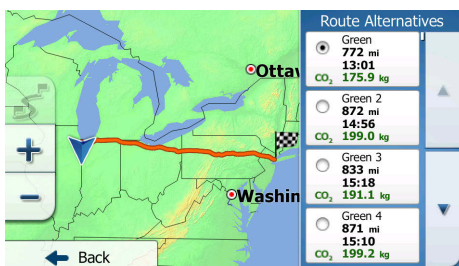 Route Alternatives
Green
772 mi
13:01
CO2 175.9 kg
Green 2
872 mi
14:56
CO2 199.0 kg
Green 3
833 mi
15:18
CO2 191.1 kg
Green 4
871 mi
15:10
CO2 199.2 kg
Ottav
Washin
+
−
Back